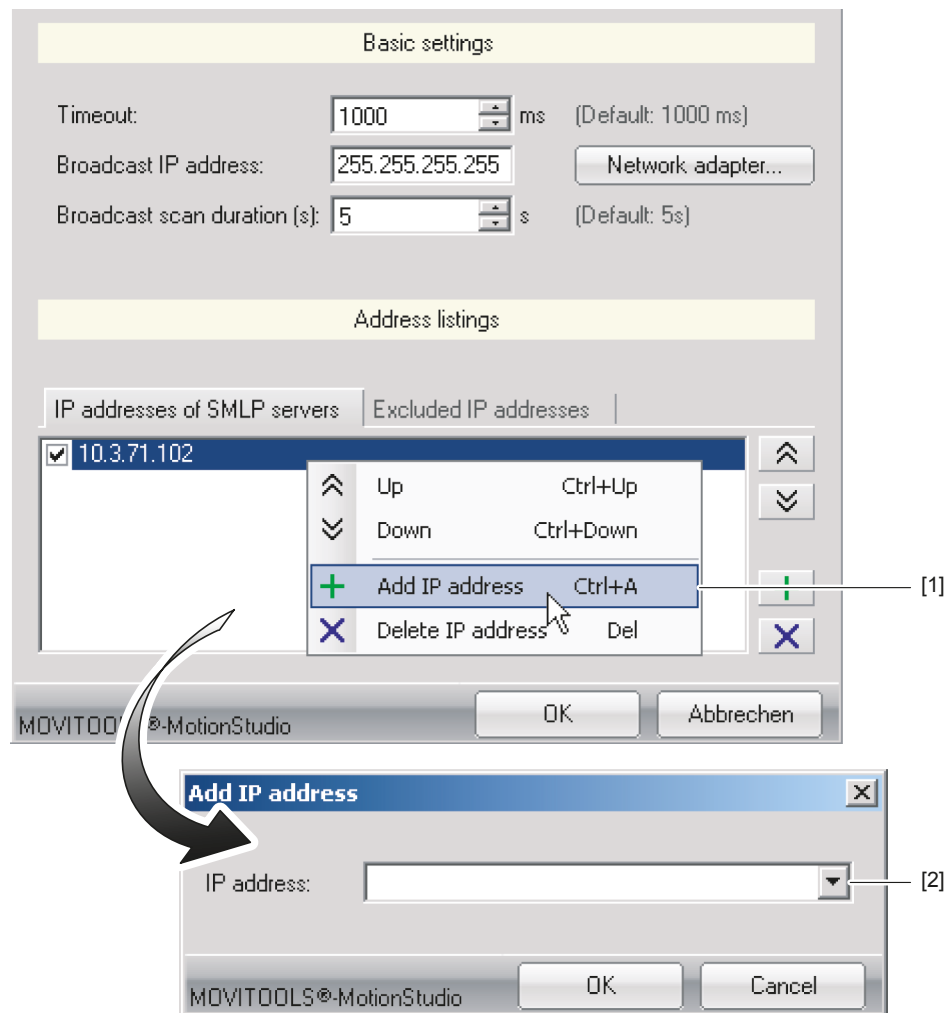 Basic settings
Timeout: 1000 ms (Default: 1000 ms)
Broadcast IP address: 255.255.255.255 Network adapter...
Broadcast scan duration (s): 5 s (Default: 5s)
Address listings
IP addresses of SMLP servers Excluded IP addresses
10.3.71.102
Up Ctrl+Up
Down Ctrl+Down
Add IP address Ctrl+A [1]
Delete IP address Del
MOVITOOLS®-MotionStudio OK Abbrechen
Add IP address
IP address: [2]
MOVITOOLS®-MotionStudio OK Cancel